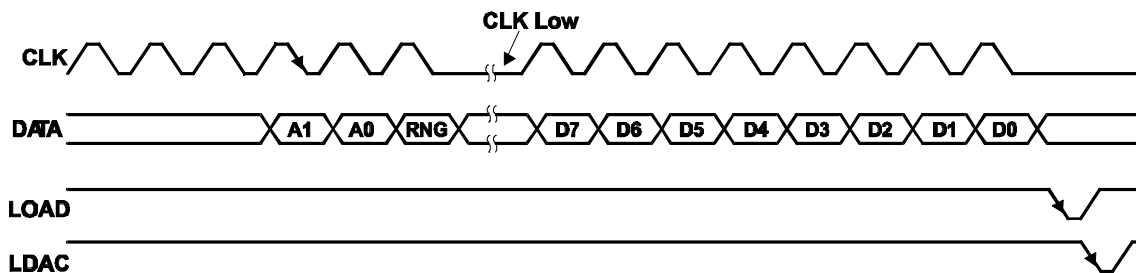 CLK Low
CLK
DATA
A1 A0 RNG D7 D6 D5 D4 D3 D2 D1 D0
LOAD
LDAC